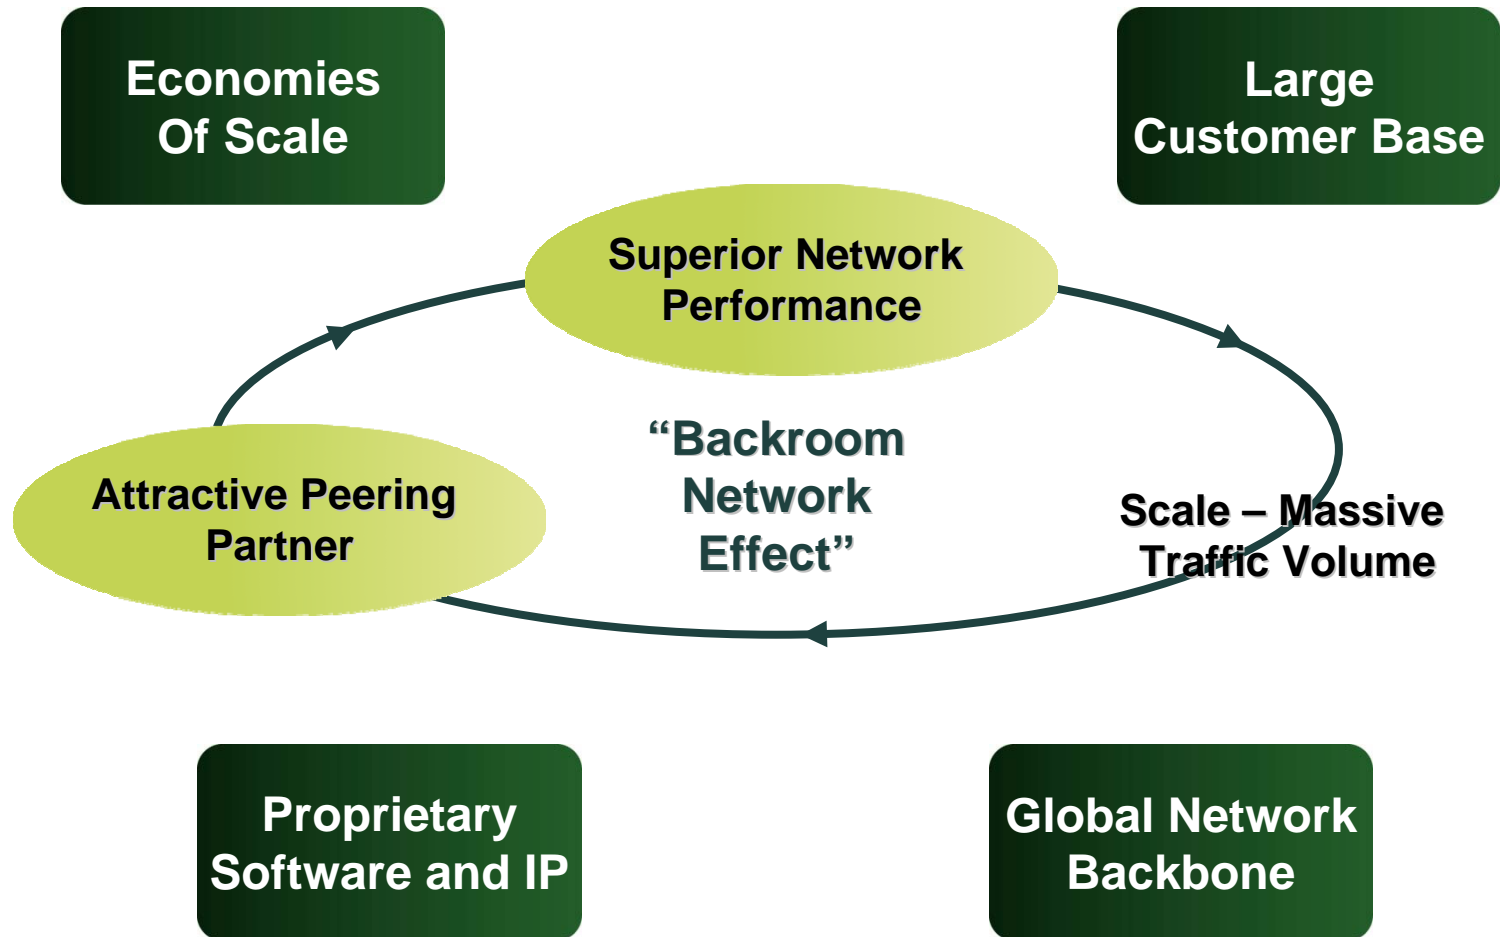 Economies
Of Scale
Large
Customer Base
Superior Network
Performance
“Backroom
Network
Effect”
Attractive Peering
Partner
Scale – Massive
Traffic Volume
Proprietary
Software and IP
Global Network
Backbone